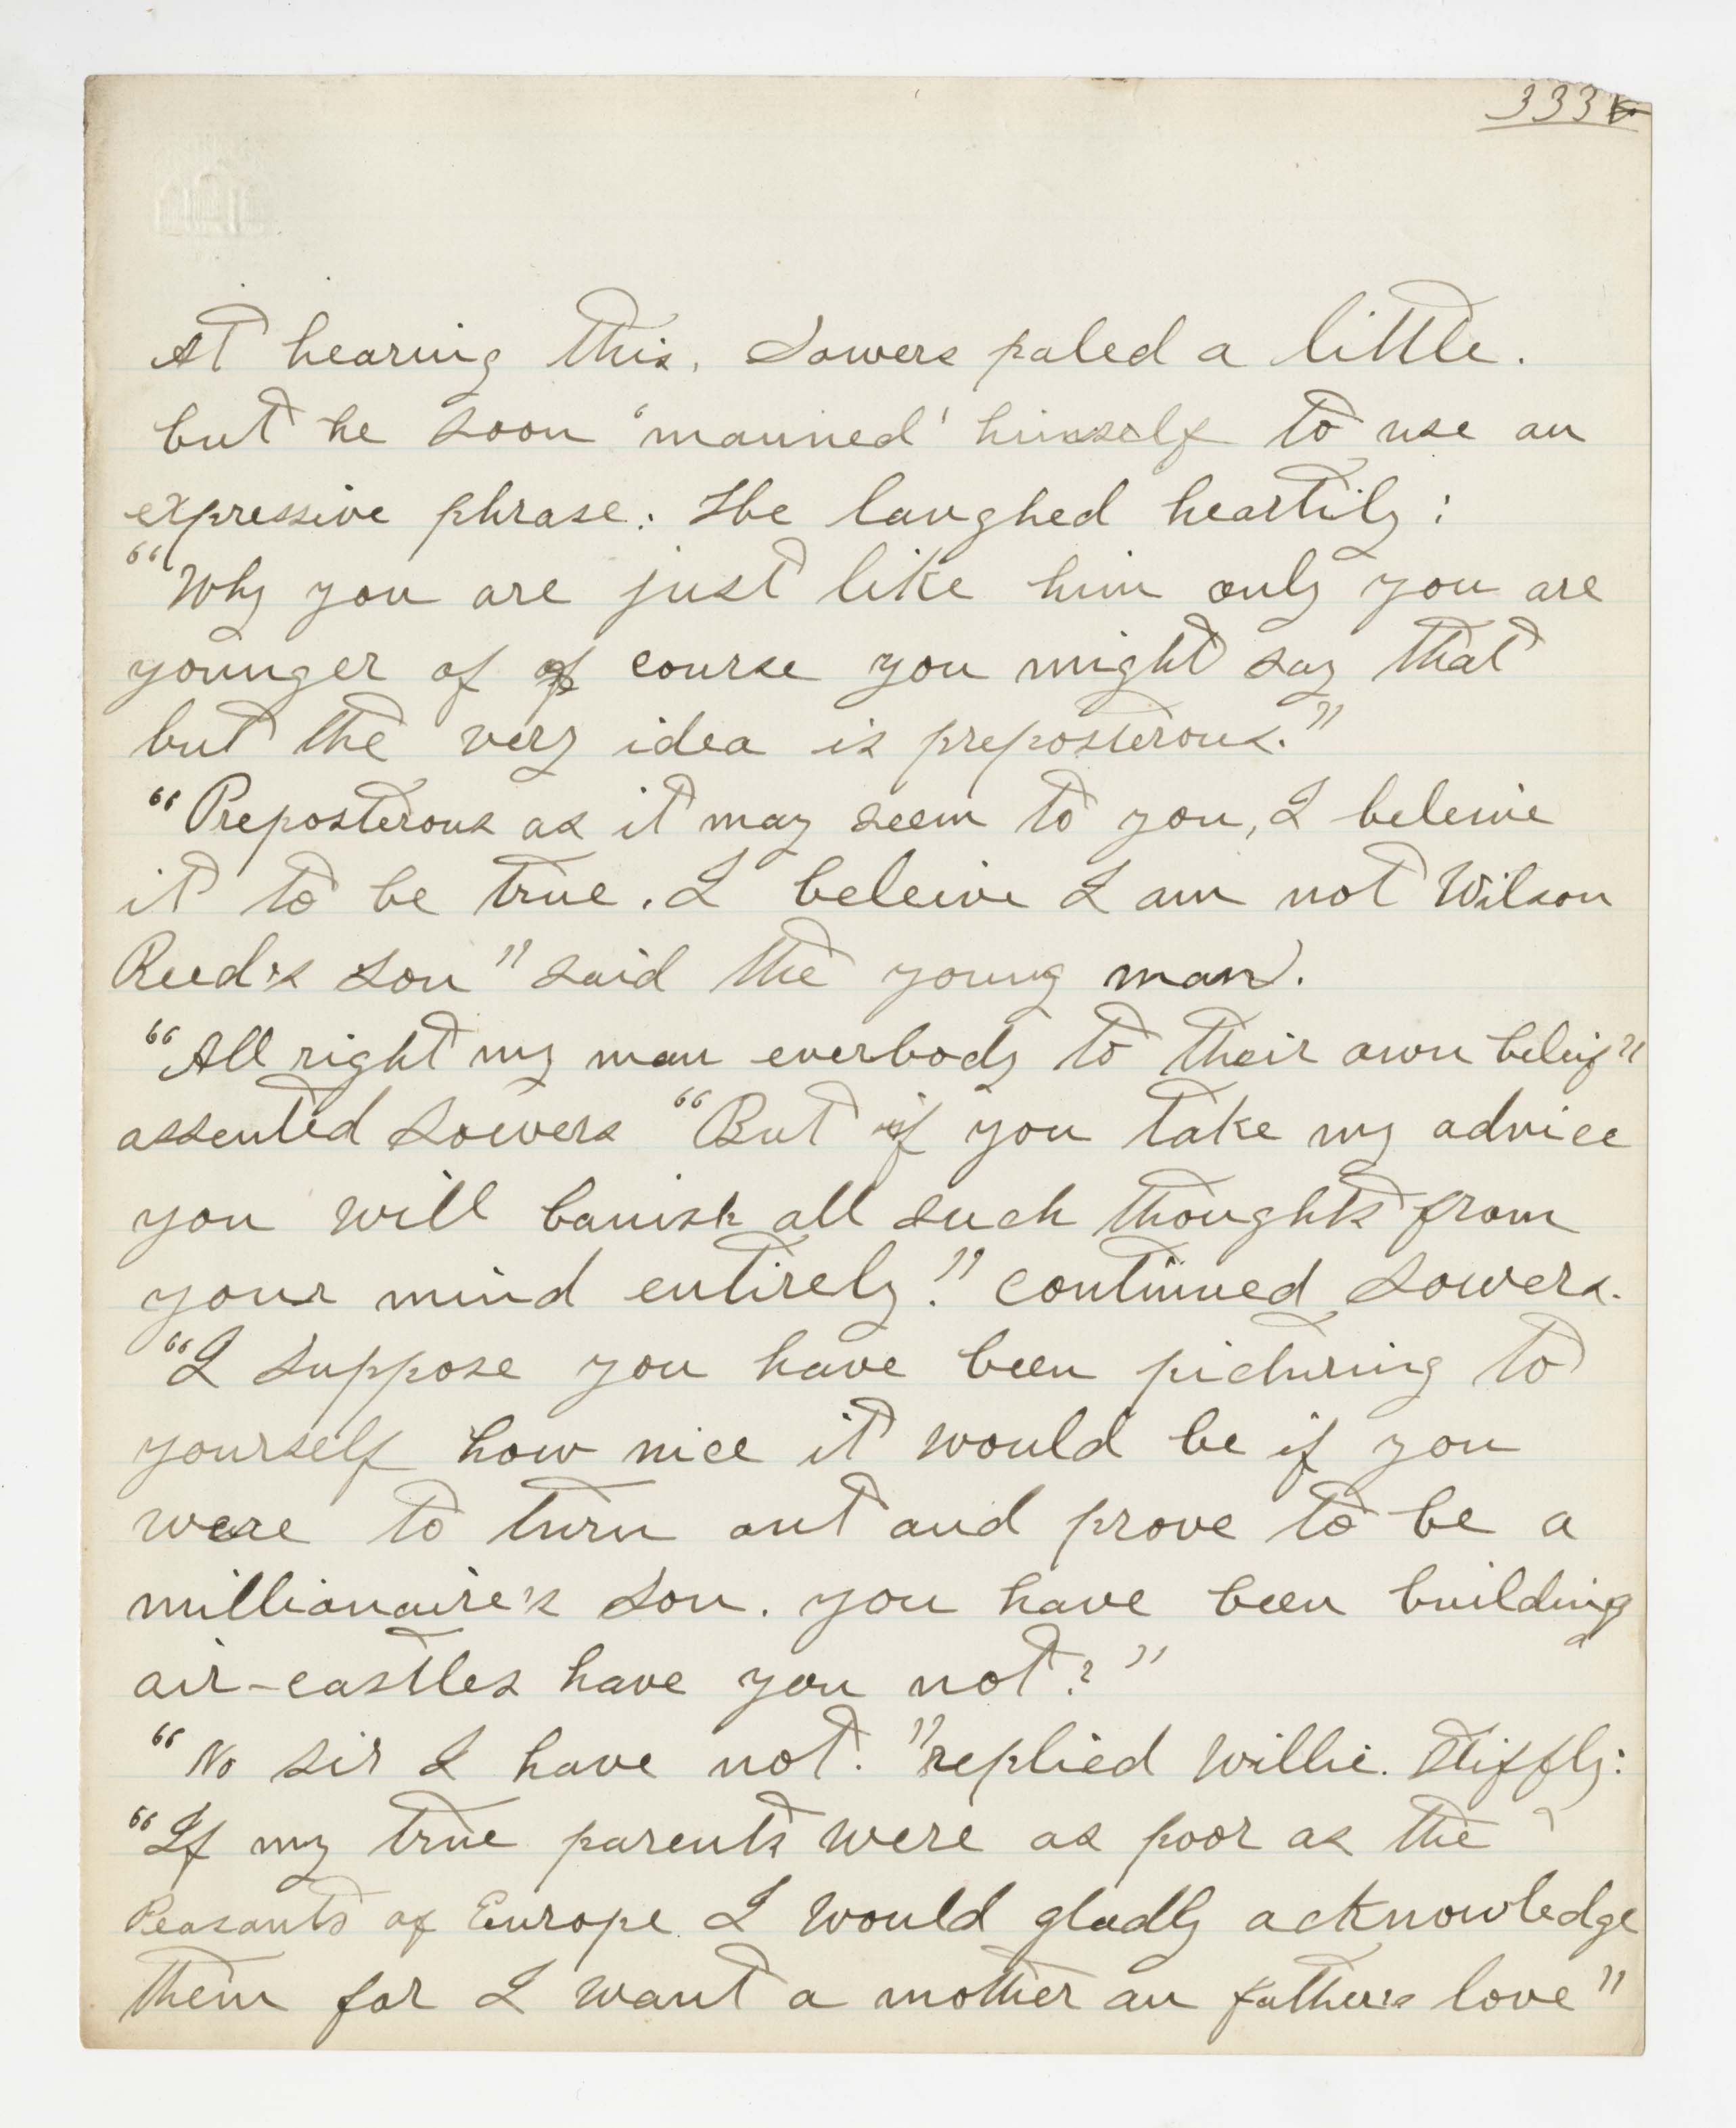 333
At hearing this, Sowers paled a little.
but he soon 'manned' himself to use an
expressive phrase: He laughed heartily:
"Why you are just like him only you are
younger of of course you might say that
but the very idea is preposterous."
"Preposterous as it may seem to you, I beleive
it to be true. I beleive I am not Wilson
Reed's son" said the young man.
"All right my man everbody to their own beleif"
assented Sowers "But if you take my advice
you will banish all such thoughts from
your mind entirely." continued Sowers.
"I suppose you have been picturing to
yourself how nice it would be if you
were to turn out and prove to be a
millionaire's son. you have been building
air-castles have you not?"
"No sir I have not." replied Willie. Stiffly:
"If my true parents were as poor as the
Peasants of Europe I would gladly acknowledge
them for I want a mother an father's love"